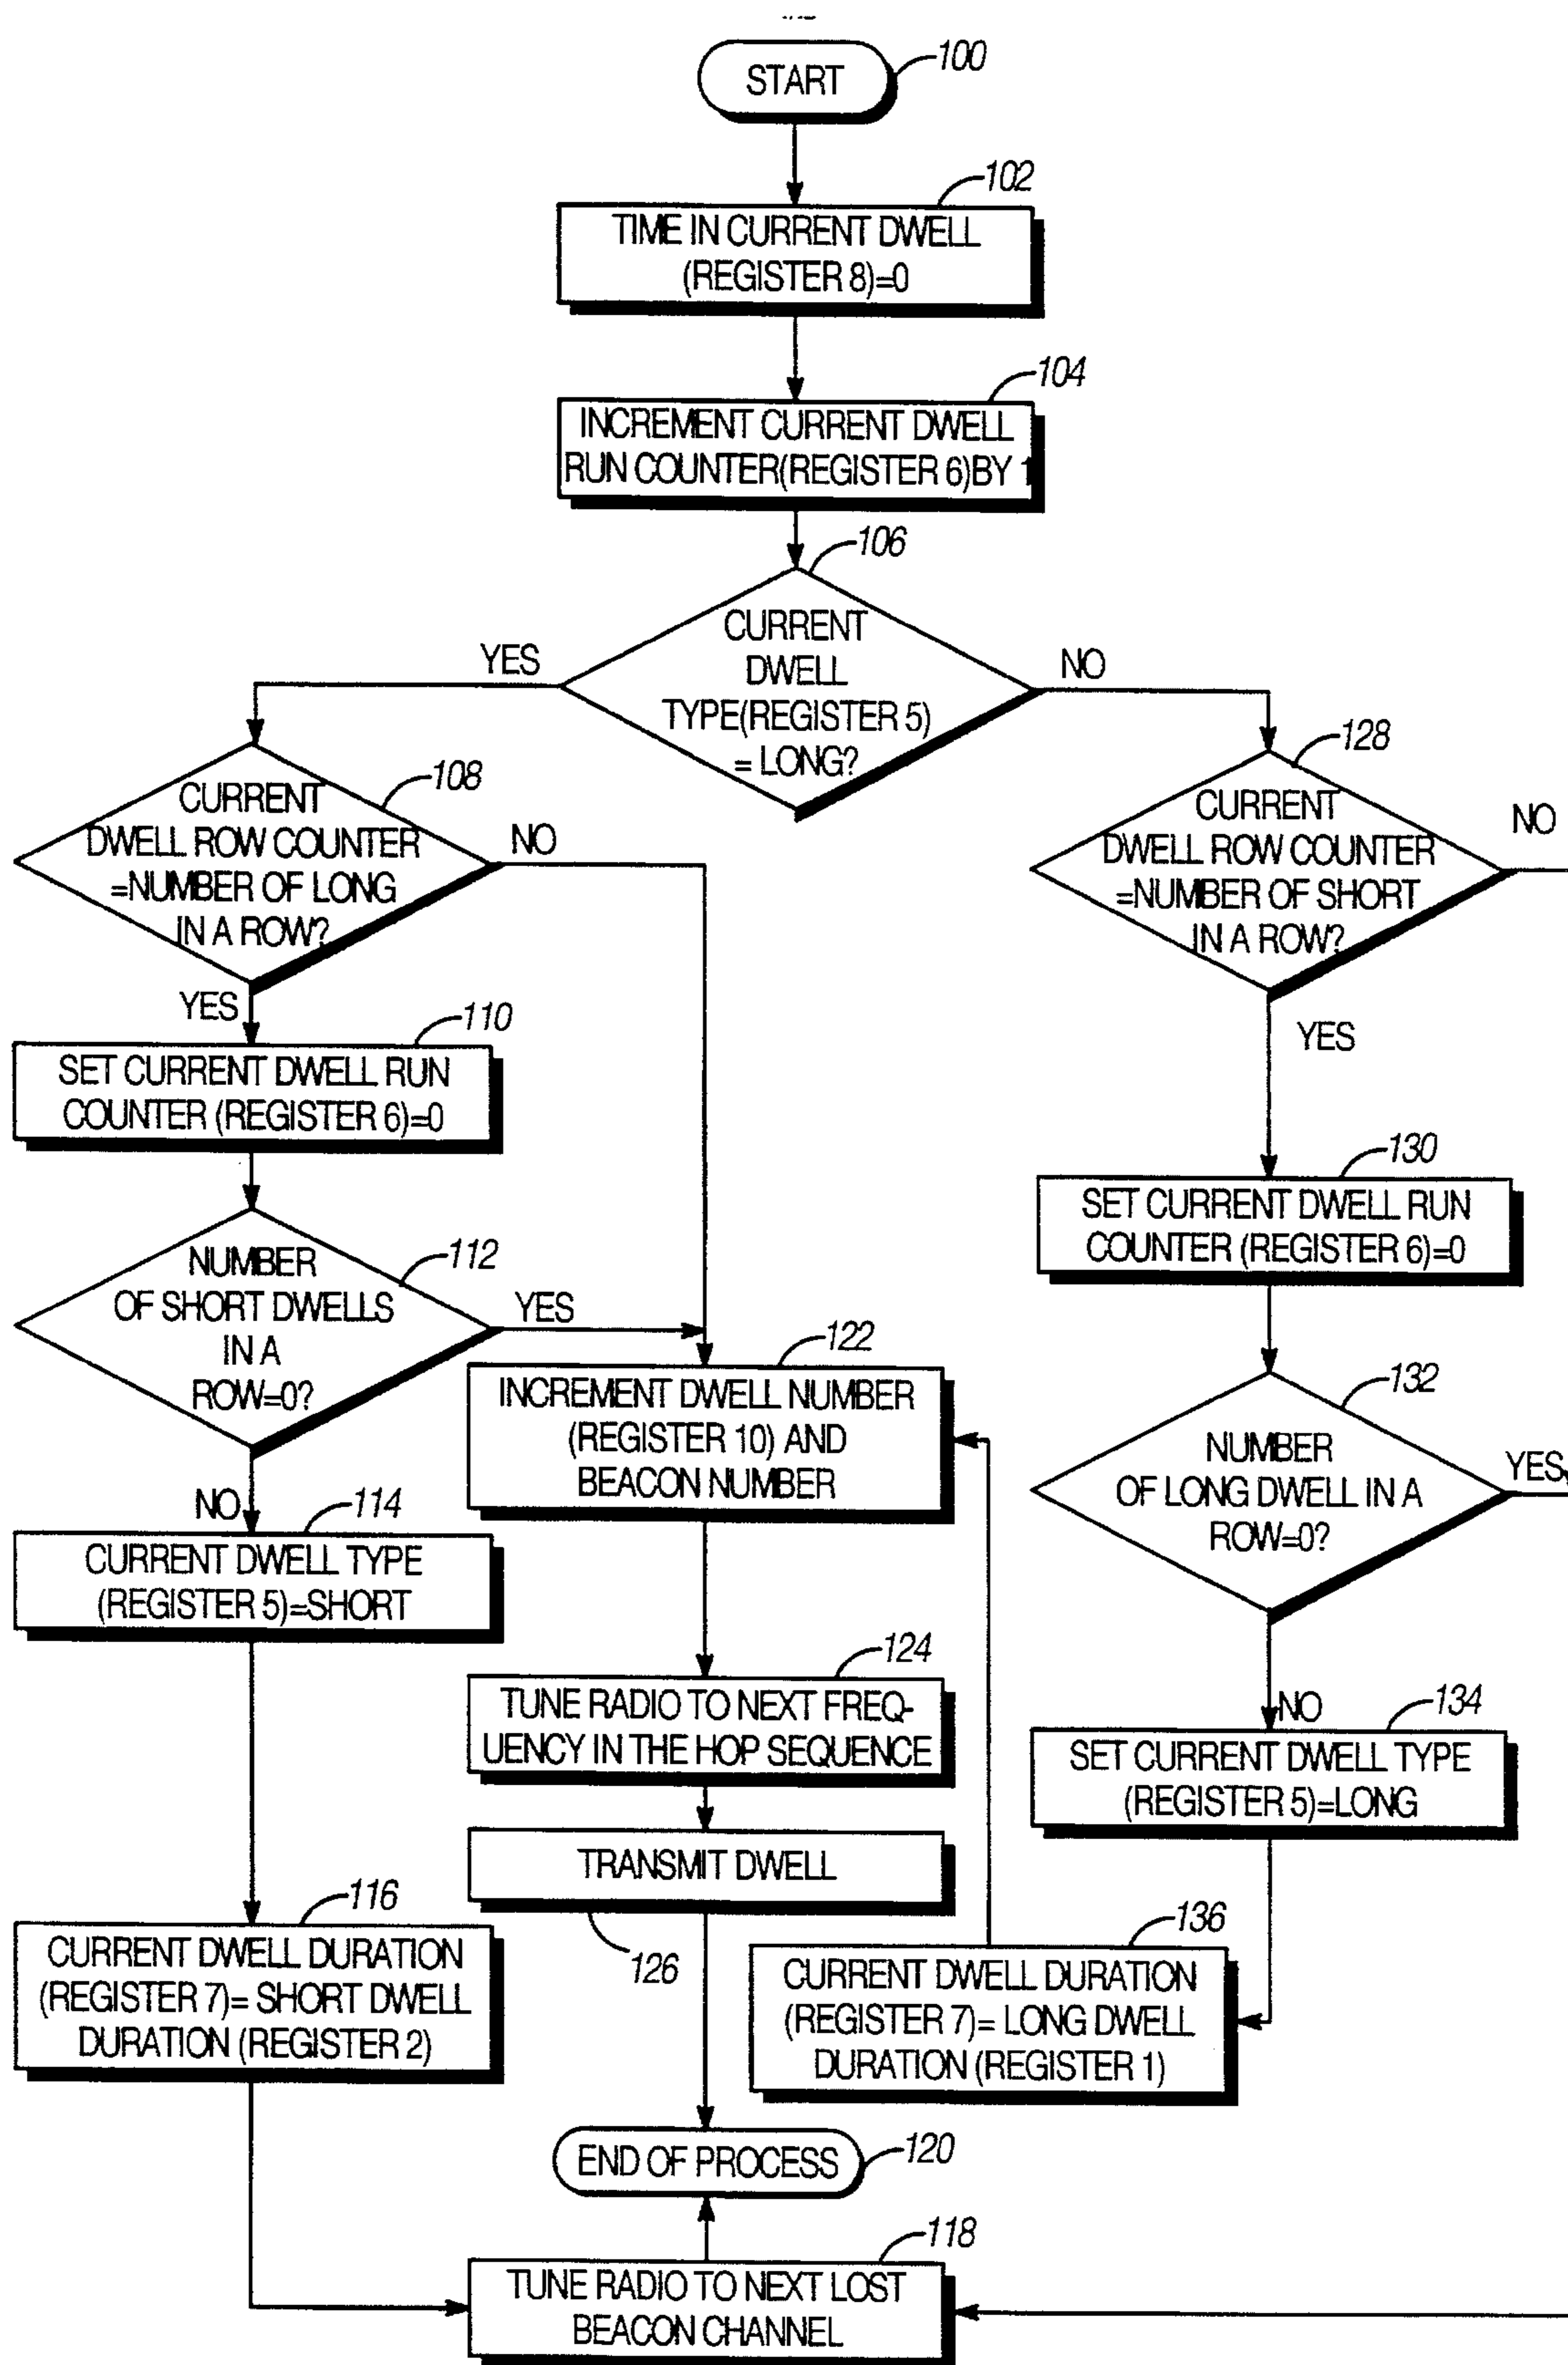 START
100
102
TIME IN CURRENT DWELL
(REGISTER 8)=0
104
INCREMENT CURRENT DWELL
RUN COUNTER(REGISTER 6)BY 1
106
CURRENT
DWELL
TYPE(REGISTER 5)
= LONG?
YES
NO
108
CURRENT
DWELL ROW COUNTER
=NUMBER OF LONG
IN A ROW?
NO
YES
128
CURRENT
DWELL ROW COUNTER
=NUMBER OF SHORT
IN A ROW?
NO
YES
110
SET CURRENT DWELL RUN
COUNTER (REGISTER 6)=0
130
SET CURRENT DWELL RUN
COUNTER (REGISTER 6)=0
112
NUMBER
OF SHORT DWELLS
IN A
ROW=0?
YES
NO
122
INCREMENT DWELL NUMBER
(REGISTER 10) AND
BEACON NUMBER
132
NUMBER
OF LONG DWELL IN A
ROW=0?
YES
NO
114
CURRENT DWELL TYPE
(REGISTER 5)=SHORT
124
TUNE RADIO TO NEXT FREQ-
UENCY IN THE HOP SEQUENCE
134
SET CURRENT DWELL TYPE
(REGISTER 5)=LONG
TRANSMIT DWELL
126
116
CURRENT DWELL DURATION
(REGISTER 7)= SHORT DWELL
DURATION (REGISTER 2)
136
CURRENT DWELL DURATION
(REGISTER 7)= LONG DWELL
DURATION (REGISTER 1)
END OF PROCESS
120
118
TUNE RADIO TO NEXT LOST
BEACON CHANNEL